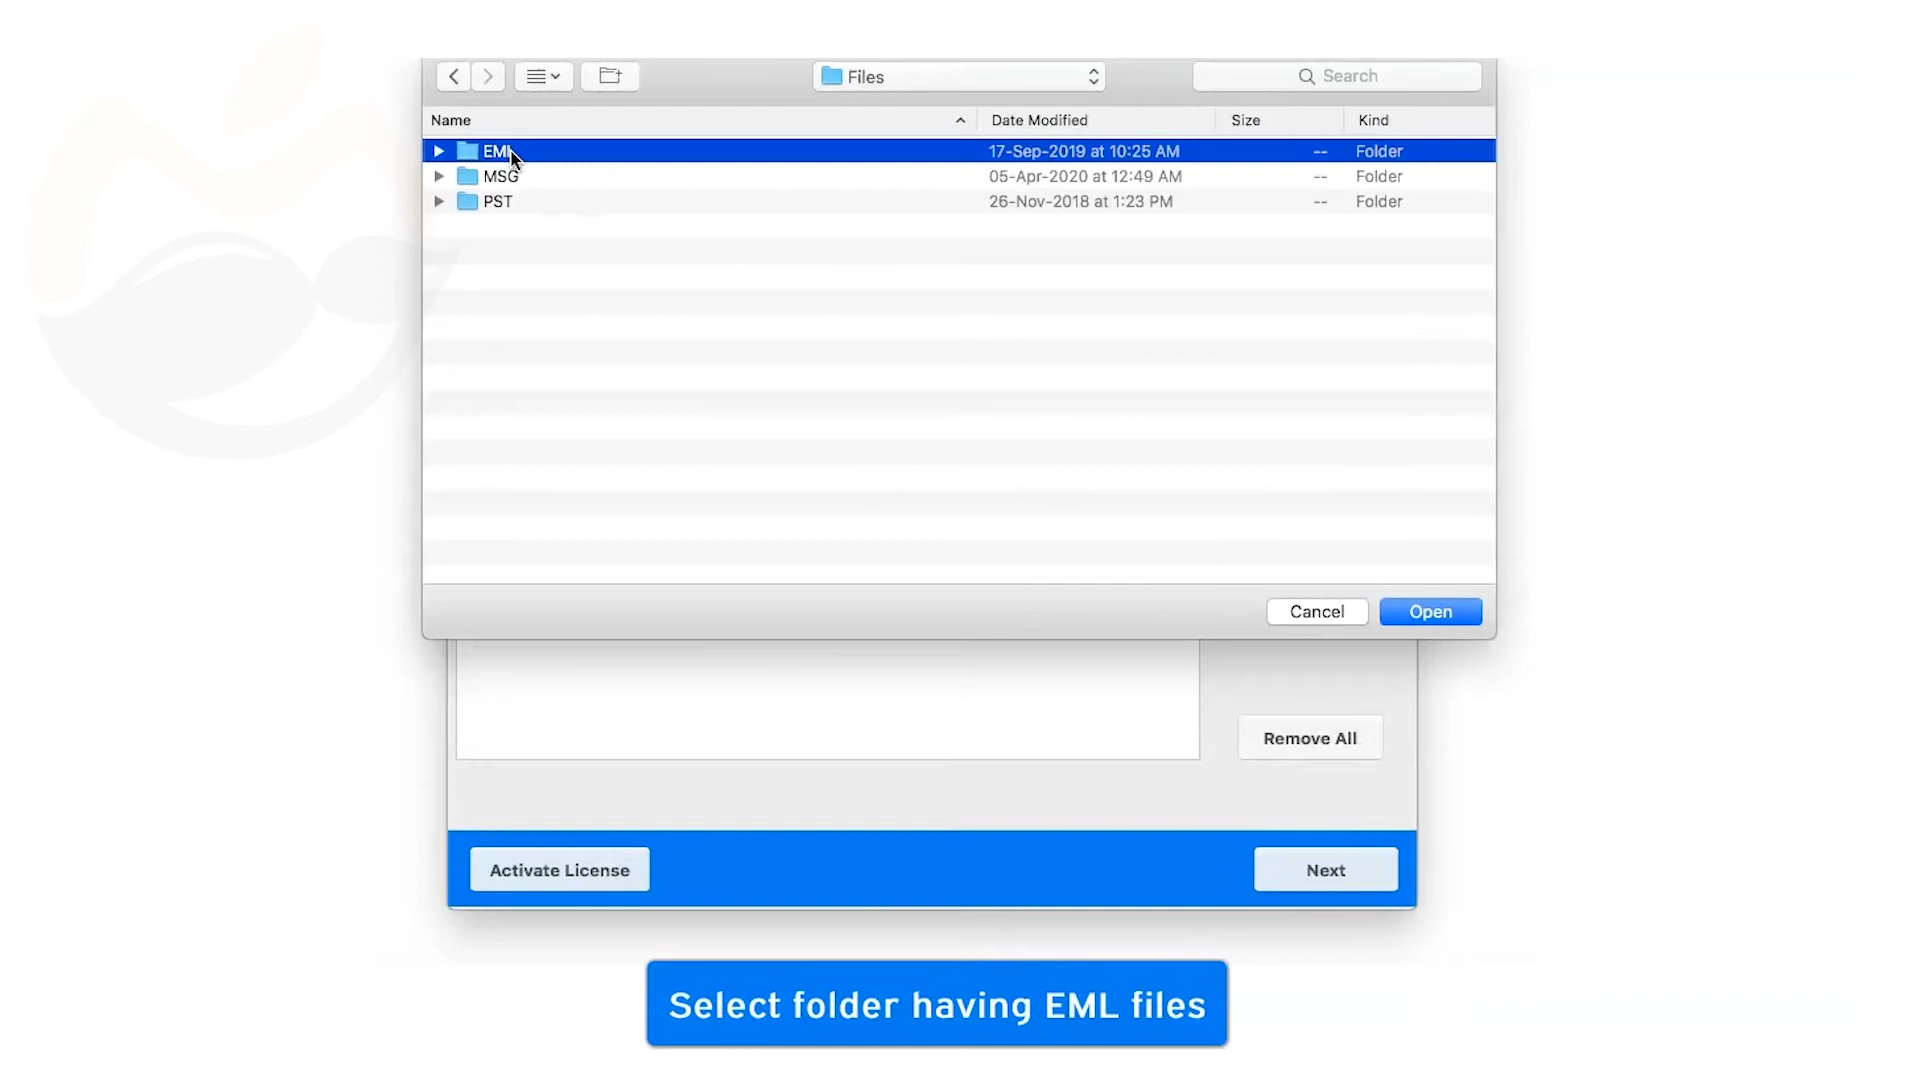 Files
Search
Name Date Modified Size Kind
EML 17-Sep-2019 at 10:25 AM -- Folder
MSG 05-Apr-2020 at 12:49 AM -- Folder
PST 26-Nov-2018 at 1:23 PM -- Folder
Cancel Open
Remove All
Activate License Next
Select folder having EML files